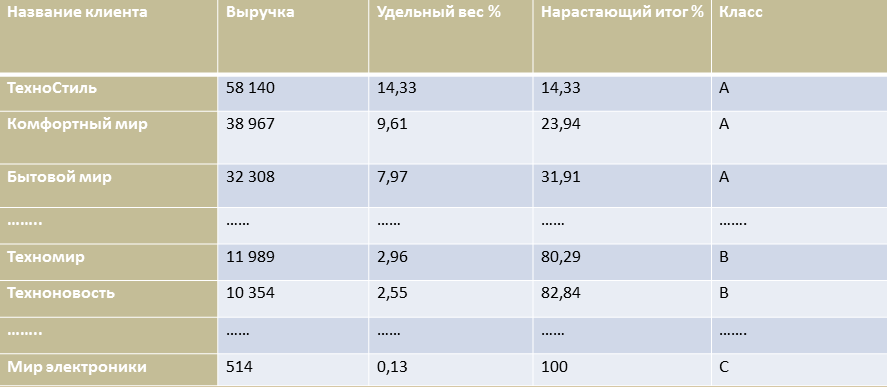 Название клиента Выручка Удельный вес % Нарастающий итог % Класс
ТехноСтиль 58 140 14,33 14,33 А
Комфортный мир 38 967 9,61 23,94 А
Бытовой мир 32 308 7,97 31,91 А
…….. …… …… …… …….
Техномир 11 989 2,96 80,29 В
Техноновость 10 354 2,55 82,84 В
…….. …… …… …… …….
Мир электроники 514 0,13 100 С